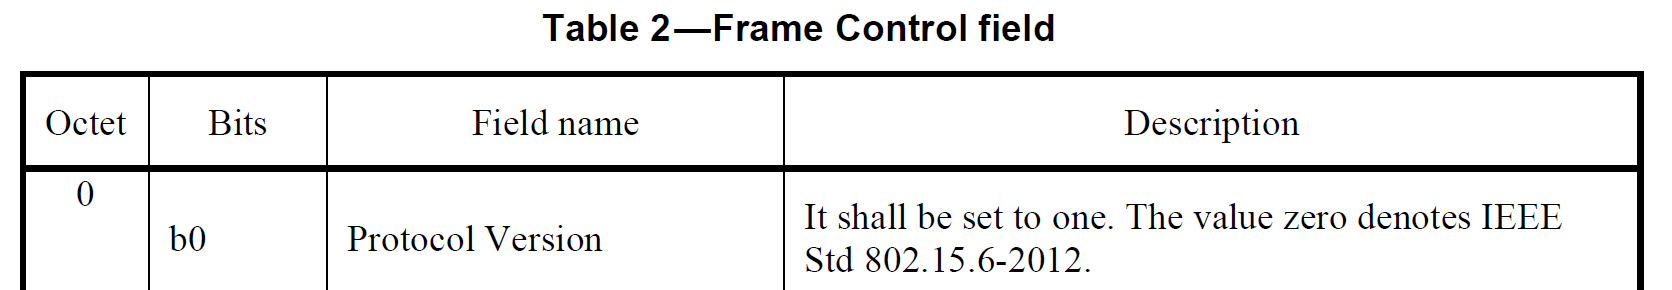 Table 2—Frame Control field
Octet Bits Field name Description
0
b0 Protocol Version It shall be set to one. The value zero denotes IEEE
Std 802.15.6-2012.